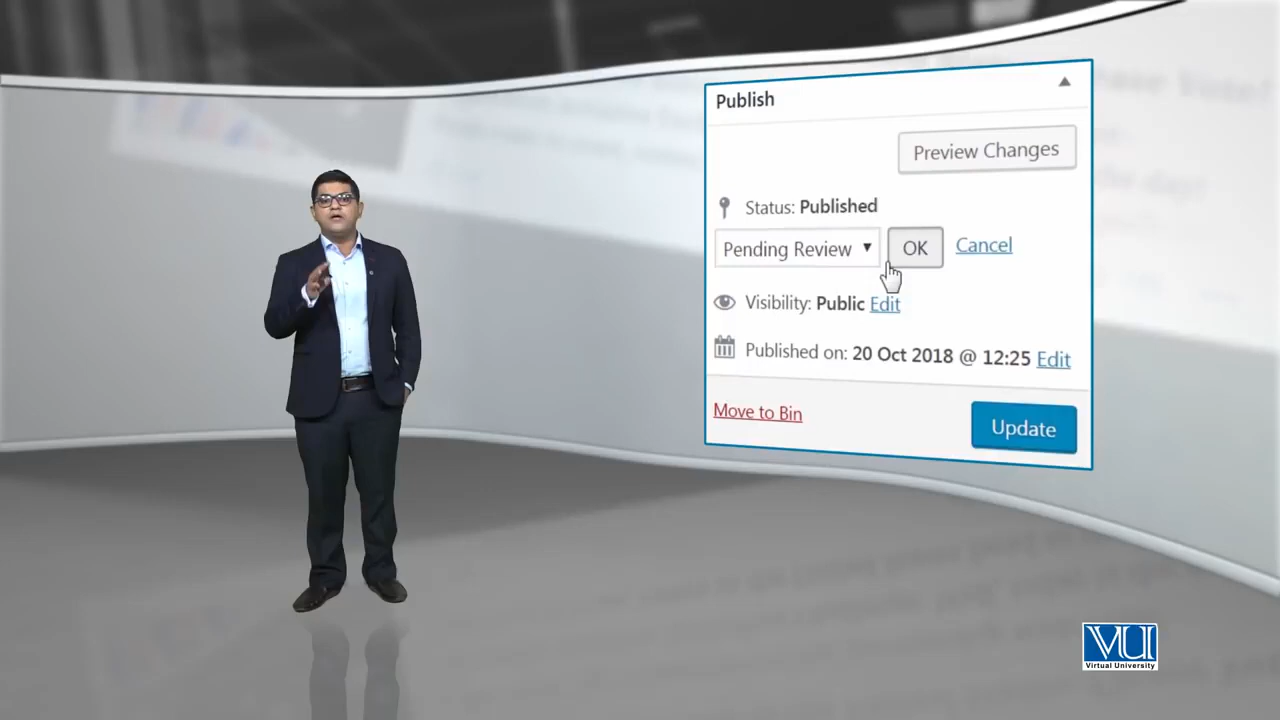 Publish
Preview Changes
Status: Published
Pending Review OK Cancel
Visibility: Public Edit
Published on: 20 Oct 2018 @ 12:25 Edit
Move to Bin Update
VU
Virtual University